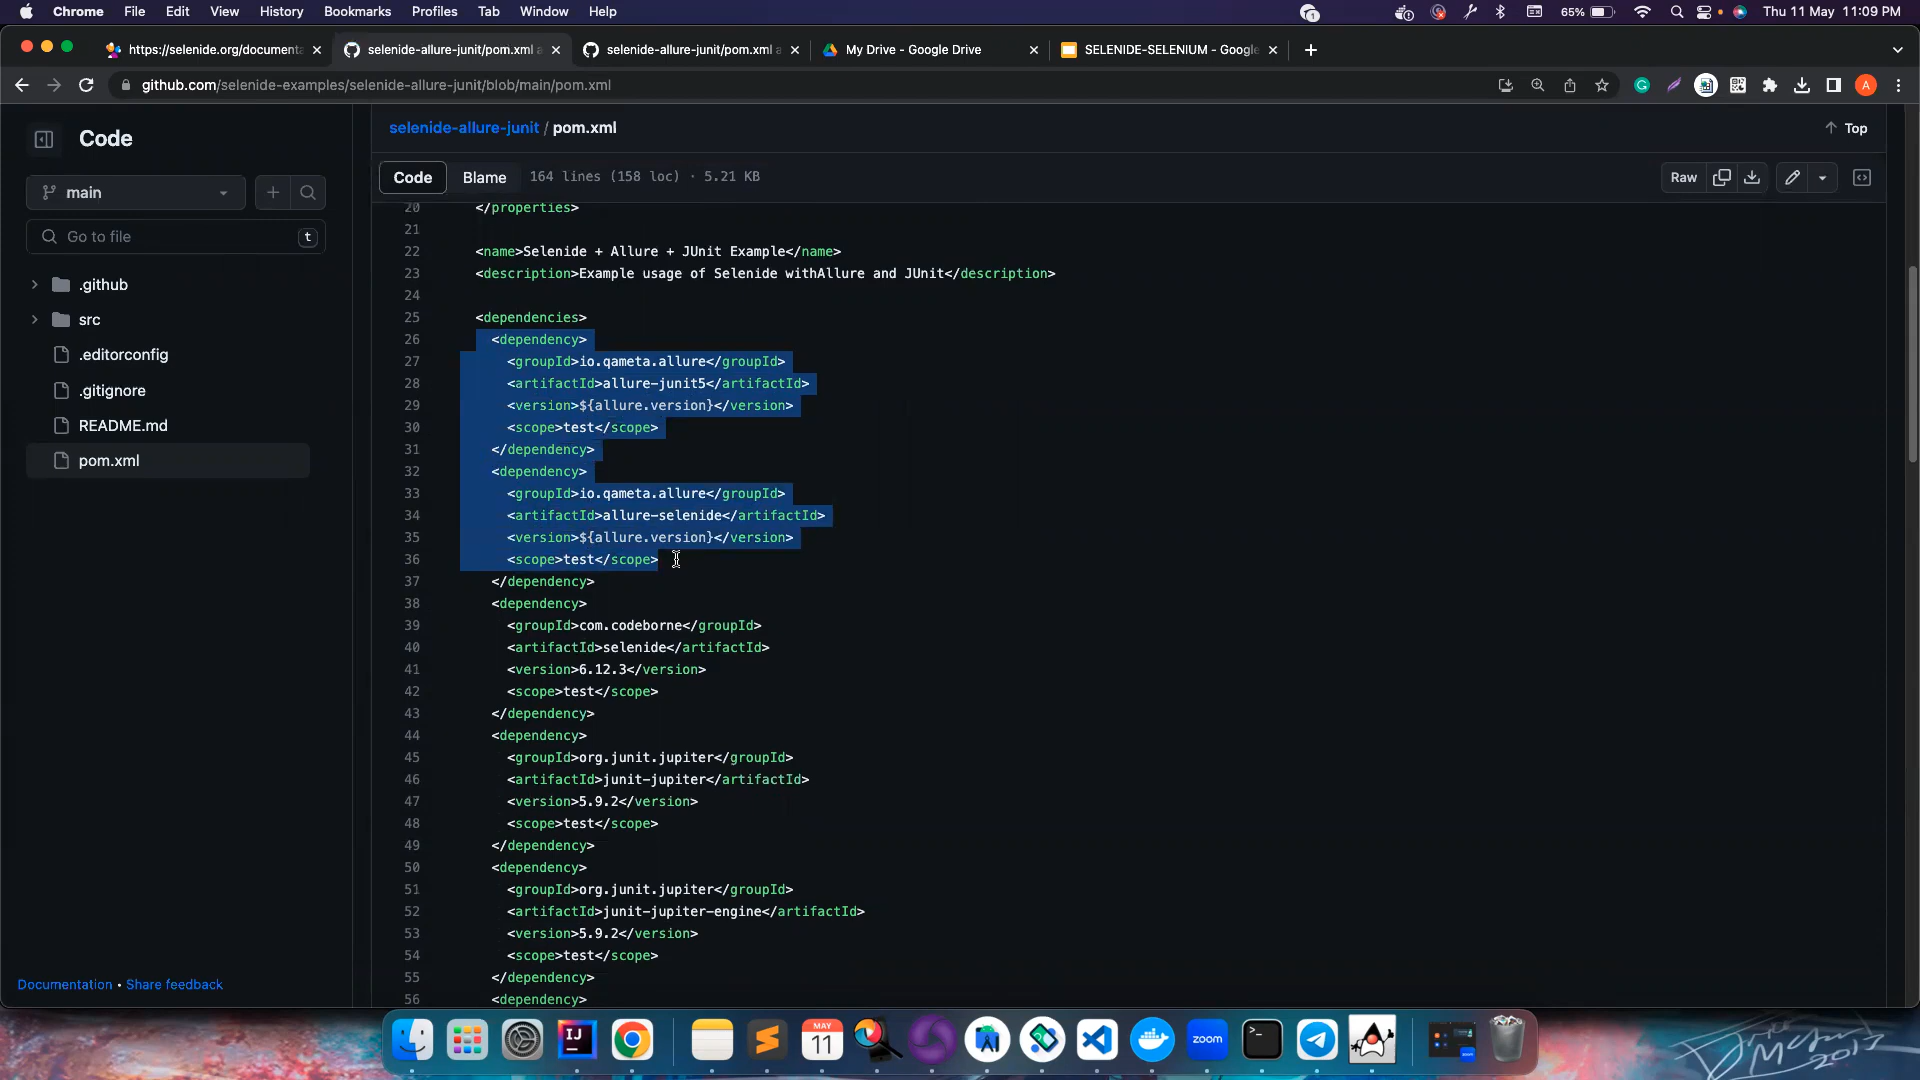 Chrome File Edit View History Bookmarks Profiles Tab Window Help 1 65% Thu 11 May 11:09 PM
https://selenide.org/documenta selenide-allure-junit/pom.xml a selenide-allure-junit/pom.xml a My Drive - Google Drive SELENIDE-SELENIUM - Google
github.com/selenide-examples/selenide-allure-junit/blob/main/pom.xml A
Code
main
Go to file t
.github
src
.editorconfig
.gitignore
README.md
pom.xml
Documentation • Share feedback
selenide-allure-junit / pom.xml Top
Code Blame 164 lines (158 loc) · 5.21 KB Raw
20 </properties>
21
22 <name>Selenide + Allure + JUnit Example</name>
23 <description>Example usage of Selenide withAllure and JUnit</description>
24
25 <dependencies>
26 <dependency>
27 <groupId>io.qameta.allure</groupId>
28 <artifactId>allure-junit5</artifactId>
29 <version>${allure.version}</version>
30 <scope>test</scope>
31 </dependency>
32 <dependency>
33 <groupId>io.qameta.allure</groupId>
34 <artifactId>allure-selenide</artifactId>
35 <version>${allure.version}</version>
36 <scope>test</scope>
37 </dependency>
38 <dependency>
39 <groupId>com.codeborne</groupId>
40 <artifactId>selenide</artifactId>
41 <version>6.12.3</version>
42 <scope>test</scope>
43 </dependency>
44 <dependency>
45 <groupId>org.junit.jupiter</groupId>
46 <artifactId>junit-jupiter</artifactId>
47 <version>5.9.2</version>
48 <scope>test</scope>
49 </dependency>
50 <dependency>
51 <groupId>org.junit.jupiter</groupId>
52 <artifactId>junit-jupiter-engine</artifactId>
53 <version>5.9.2</version>
54 <scope>test</scope>
55 </dependency>
56 <dependency>
IJ
MAY
11
zoom
2017